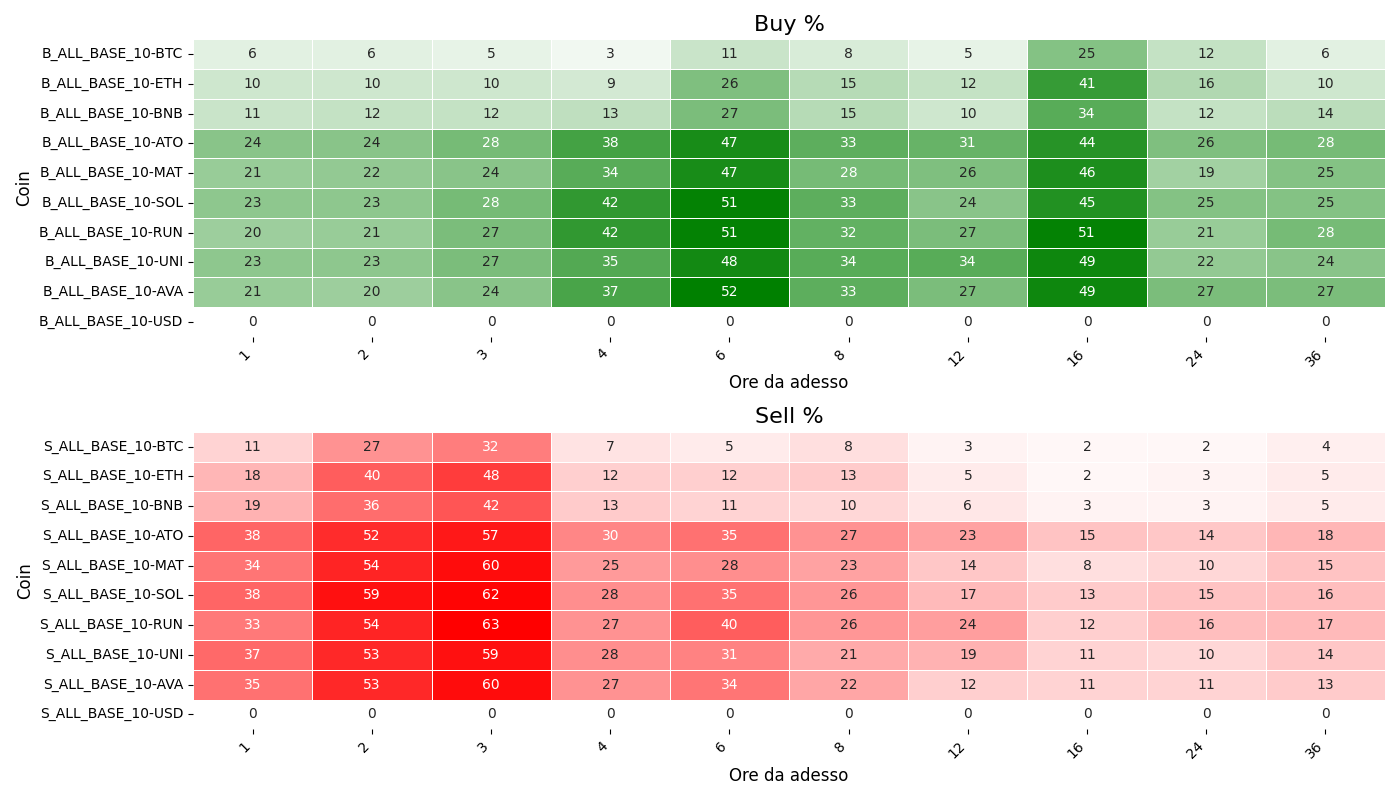 Buy %
Coin
B_ALL_BASE_10-BTC 6 6 5 3 11 8 5 25 12 6
B_ALL_BASE_10-ETH 10 10 10 9 26 15 12 41 16 10
B_ALL_BASE_10-BNB 11 12 12 13 27 15 10 34 12 14
B_ALL_BASE_10-ATO 24 24 28 38 47 33 31 44 26 28
B_ALL_BASE_10-MAT 21 22 24 34 47 28 26 46 19 25
B_ALL_BASE_10-SOL 23 23 28 42 51 33 24 45 25 25
B_ALL_BASE_10-RUN 20 21 27 42 51 32 27 51 21 28
B_ALL_BASE_10-UNI 23 23 27 35 48 34 34 49 22 24
B_ALL_BASE_10-AVA 21 20 24 37 52 33 27 49 27 27
B_ALL_BASE_10-USD 0 0 0 0 0 0 0 0 0 0
1 2 3 4 6 8 12 16 24 36
Ore da adesso
Sell %
Coin
S_ALL_BASE_10-BTC 11 27 32 7 5 8 3 2 2 4
S_ALL_BASE_10-ETH 18 40 48 12 12 13 5 2 3 5
S_ALL_BASE_10-BNB 19 36 42 13 11 10 6 3 3 5
S_ALL_BASE_10-ATO 38 52 57 30 35 27 23 15 14 18
S_ALL_BASE_10-MAT 34 54 60 25 28 23 14 8 10 15
S_ALL_BASE_10-SOL 38 59 62 28 35 26 17 13 15 16
S_ALL_BASE_10-RUN 33 54 63 27 40 26 24 12 16 17
S_ALL_BASE_10-UNI 37 53 59 28 31 21 19 11 10 14
S_ALL_BASE_10-AVA 35 53 60 27 34 22 12 11 11 13
S_ALL_BASE_10-USD 0 0 0 0 0 0 0 0 0 0
1 2 3 4 6 8 12 16 24 36
Ore da adesso